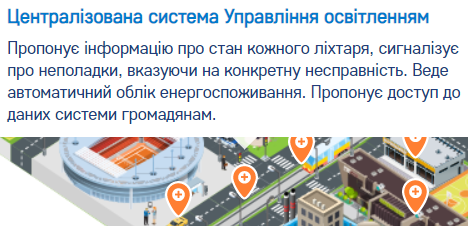 Централізована система Управління освітленням
Пропонує інформацію про стан кожного ліхтаря, сигналізує
про неполадки, вказуючи на конкретну несправність. Веде
автоматичний облік енергоспоживання. Пропонує доступ до
даних системи громадянам.